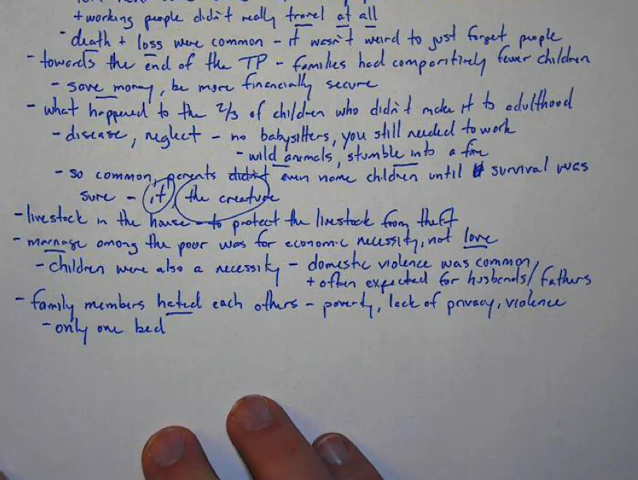 + working people didn't really travel at all
- death + loss were common - it wasn't weird to just forget people
- towards the end of the TP - families had comparitively fewer children
- save money, be more financially secure
- what happened to the 2/3 of children who didn't make it to adulthood
- disease, neglect - no babysitters, you still needed to work
- wild animals, stumble into a fire
- so common, parents didn't even name children until survival was
sure - it, the creature
- livestock in the house - to protect the livestock from theft
- marriage among the poor was for economic necessity, not love
- children were also a necessity - domestic violence was common,
+ often expected for husbands/fathers
- family members hated each others - poverty, lack of privacy, violence
- only one bed